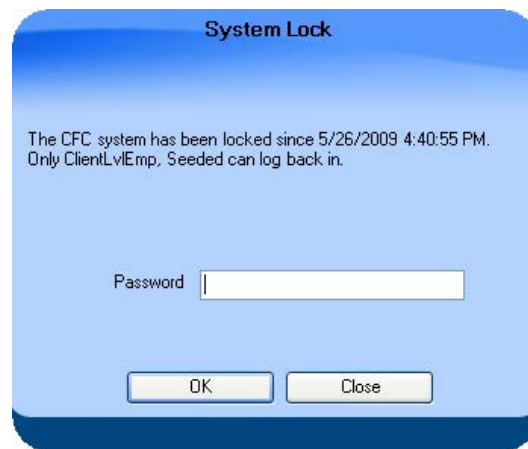 System Lock
The CFC system has been locked since 5/26/2009 4:40:55 PM.
Only ClientLvlEmp, Seeded can log back in.
Password
OK Close